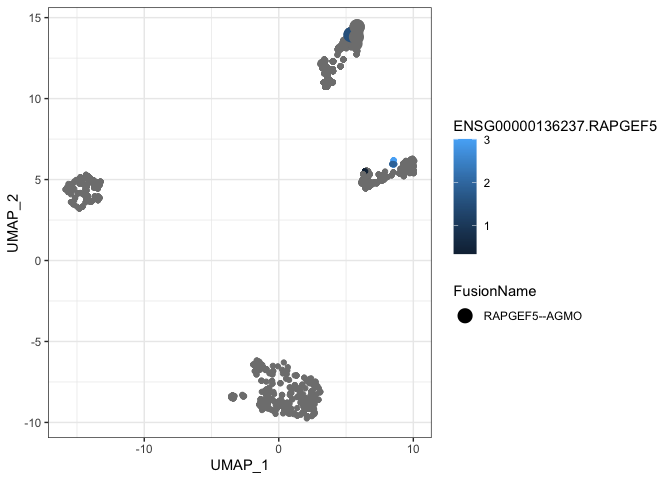 15
10
5
0
-5
-10
UMAP_2
-10
0
10
UMAP_1
ENSG00000136237.RAPGEF5
3
2
1
FusionName
RAPGEF5--AGMO